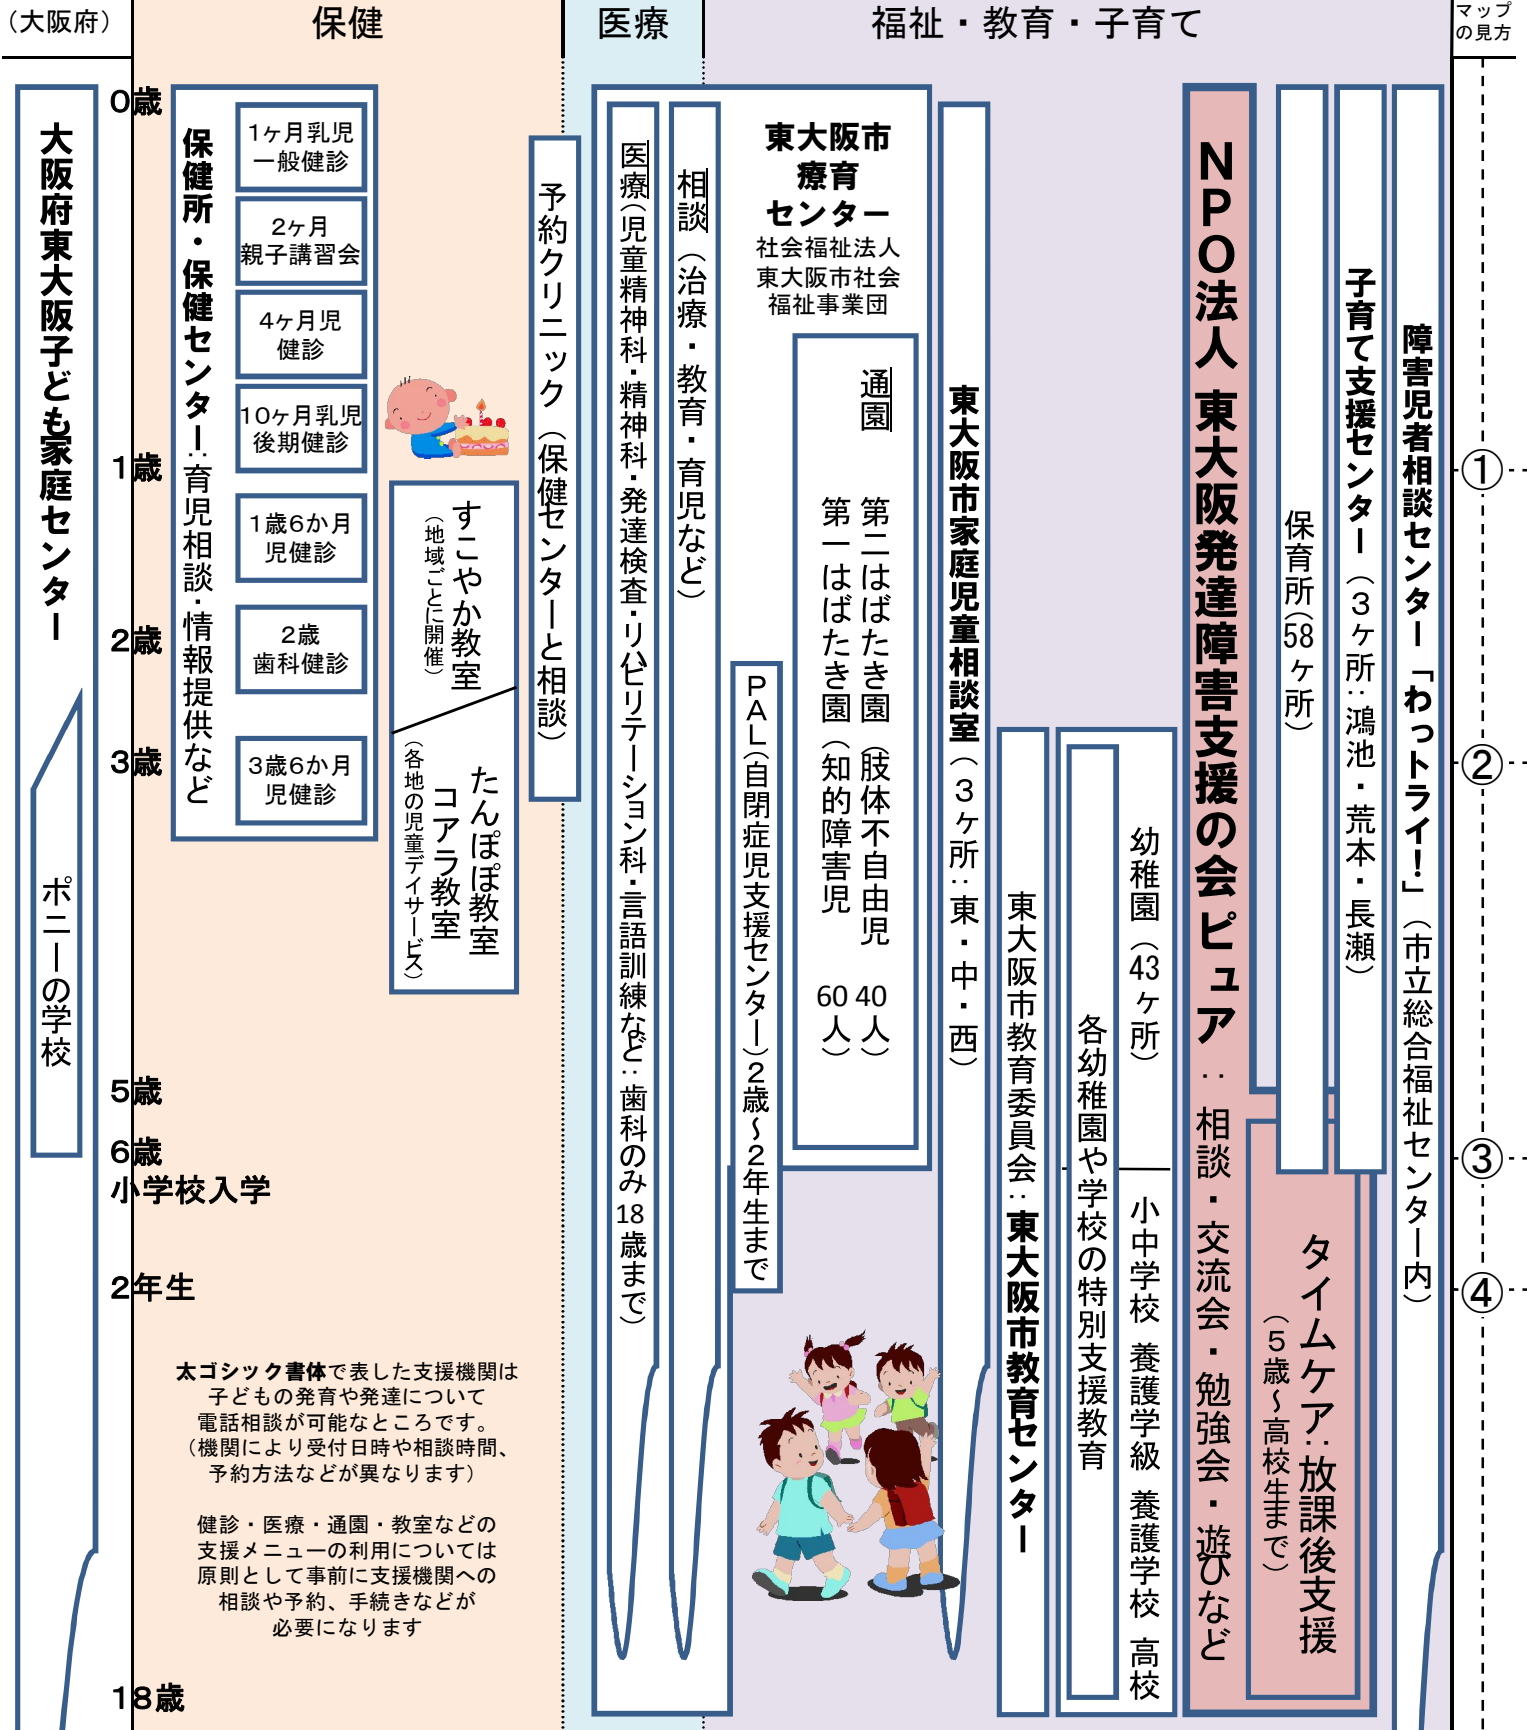 （大阪府）
保健
医療
福祉・教育・子育て
マップ
の見方
大阪府東大阪子ども家庭センター
ポニーの学校
0歳
1歳
2歳
3歳
5歳
6歳
小学校入学
2年生
18歳
保健所・保健センター：育児相談・情報提供など
1ヶ月乳児
一般健診
2ヶ月
親子講習会
4ヶ月児
健診
10ヶ月乳児
後期健診
1歳6か月
児健診
2歳
歯科健診
3歳6か月
児健診
すこやか教室
（地域ごとに開催）
たんぽぽ教室
コアラ教室
（各地の児童デイサービス）
予約クリニック（保健センターと相談）
医療（児童精神科・精神科・発達検査・リハビリテーション科・言語訓練など：歯科のみ18歳まで）
相談（治療・教育・育児など）
東大阪市
療育
センター
社会福祉法人
東大阪市社会
福祉事業団
通園
第二はばたき園（肢体不自由児 40人）
第一はばたき園（知的障害児 60人）
PAL（自閉症児支援センター）2歳～2年生まで
東大阪市家庭児童相談室（3ヶ所：東・中・西）
東大阪市教育委員会：東大阪市教育センター
幼稚園（43ヶ所）
小中学校 養護学級 養護学校 高校
各幼稚園や学校の特別支援教育
NPO法人 東大阪発達障害支援の会 ピュア：相談・交流会・勉強会・遊びなど
タイムケア：放課後支援
（5歳～高校生まで）
保育所（58ヶ所）
子育て支援センター（3ヶ所：鴻池・荒本・長瀬）
障害児者相談センター「わっトライ！」（市立総合福祉センター内）
①
②
③
④
太ゴシック書体で表した支援機関は
子どもの発育や発達について
電話相談が可能なところです。
（機関により受付日時や相談時間、
予約方法などが異なります）
健診・医療・通園・教室などの
支援メニューの利用については
原則として事前に支援機関への
相談や予約、手続きなどが
必要になります